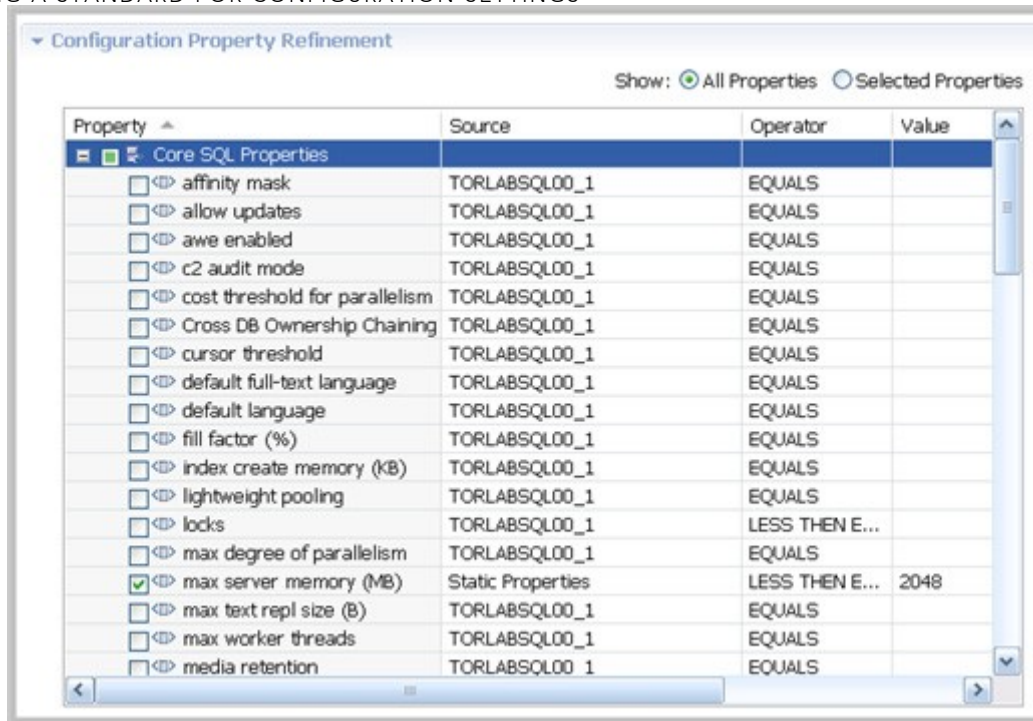 G A STANDARD FOR CONFIGURATION SETTINGS
Configuration Property Refinement
Show: All Properties Selected Properties
Property Source Operator Value
Core SQL Properties
affinity mask TORLABSQL00_1 EQUALS
allow updates TORLABSQL00_1 EQUALS
awe enabled TORLABSQL00_1 EQUALS
c2 audit mode TORLABSQL00_1 EQUALS
cost threshold for parallelism TORLABSQL00_1 EQUALS
Cross DB Ownership Chaining TORLABSQL00_1 EQUALS
cursor threshold TORLABSQL00_1 EQUALS
default full-text language TORLABSQL00_1 EQUALS
default language TORLABSQL00_1 EQUALS
fill factor (%) TORLABSQL00_1 EQUALS
index create memory (KB) TORLABSQL00_1 EQUALS
lightweight pooling TORLABSQL00_1 EQUALS
locks TORLABSQL00_1 LESS THEN E...
max degree of parallelism TORLABSQL00_1 EQUALS
max server memory (MB) Static Properties LESS THEN E... 2048
max text repl size (B) TORLABSQL00_1 EQUALS
max worker threads TORLABSQL00_1 EQUALS
media retention TORLABSQL00_1 EQUALS